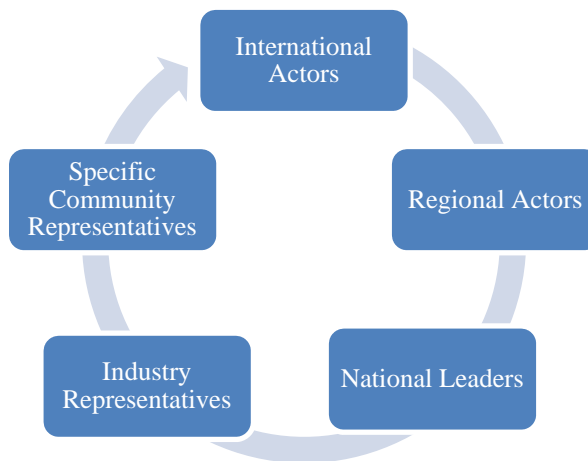 International
Actors
Regional Actors
National Leaders
Industry
Representatives
Specific
Community
Representatives